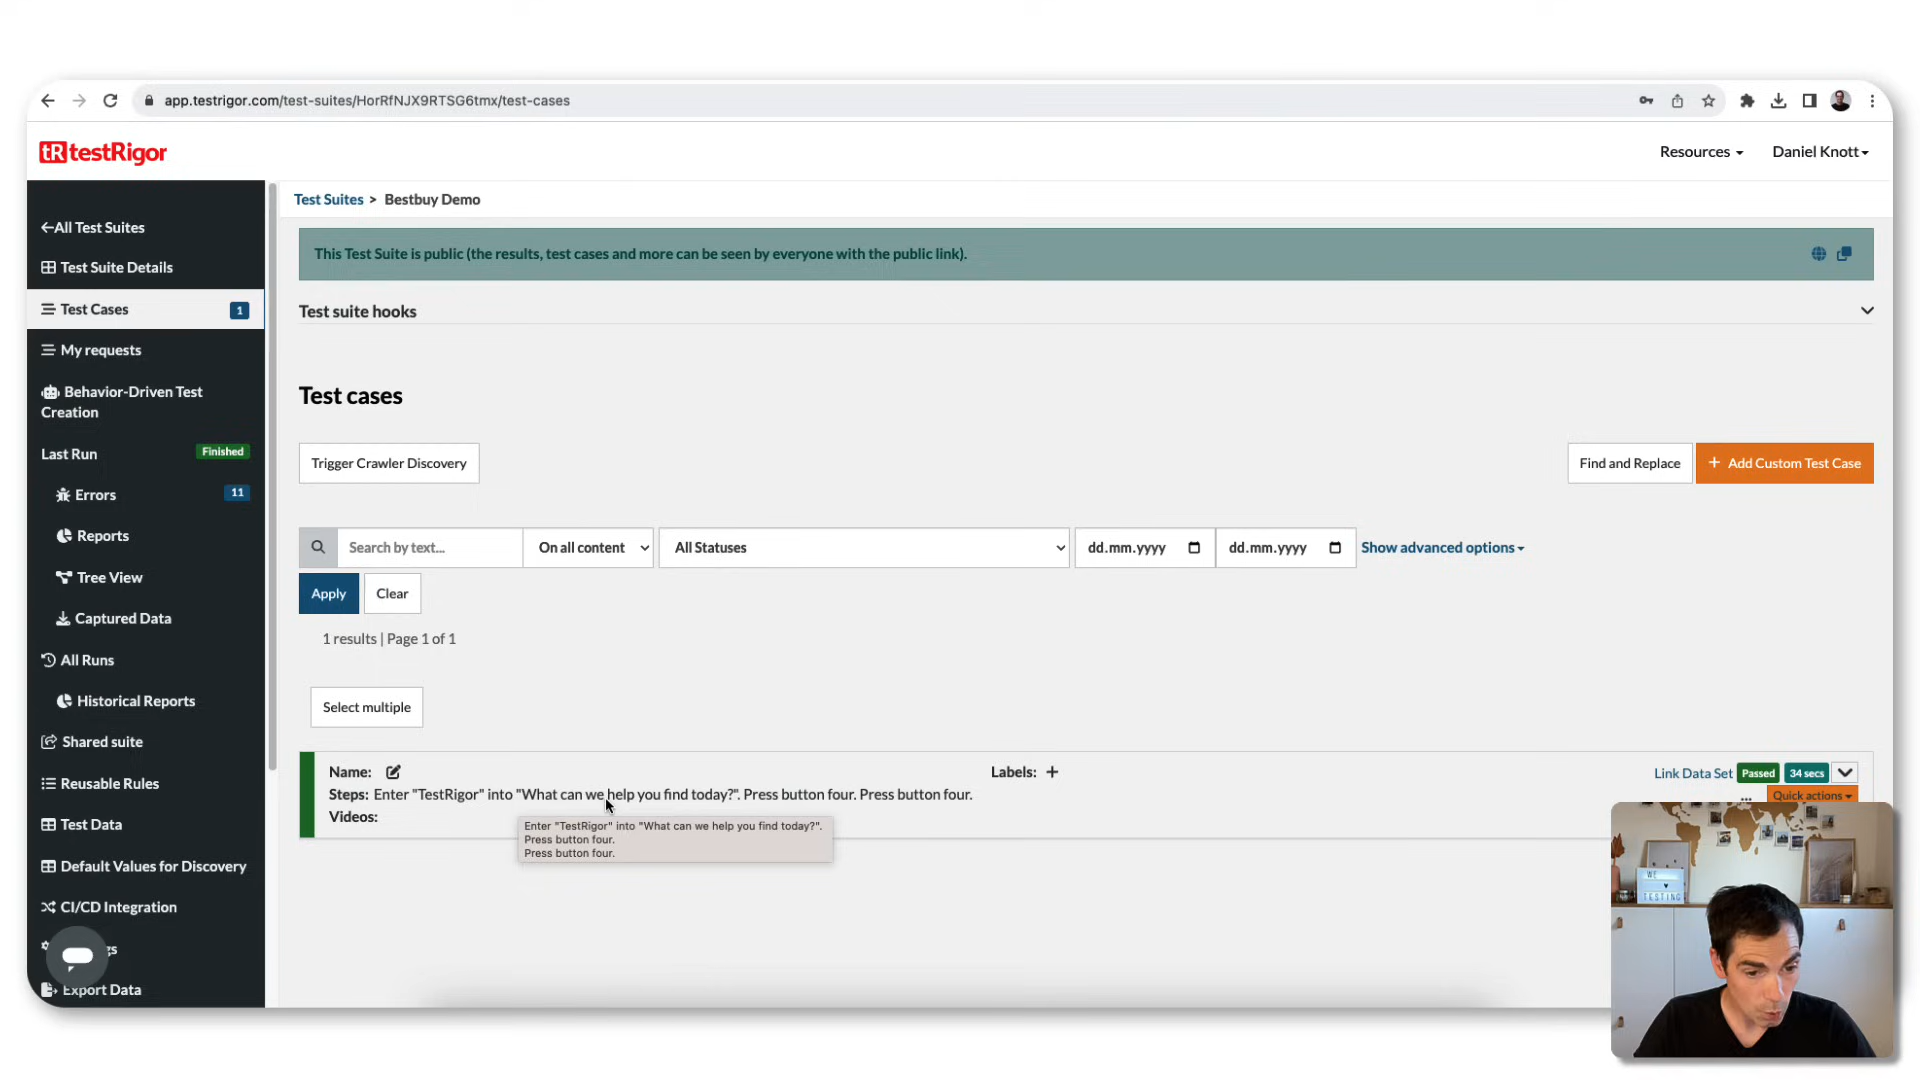 app.testrigor.com/test-suites/HorRfNJX9RTSG6tmx/test-cases
tR testRigor
Resources
Daniel Knott
All Test Suites
Test Suite Details
Test Cases 1
My requests
Behavior-Driven Test
Creation
Last Run Finished
Errors 11
Reports
Tree View
Captured Data
All Runs
Historical Reports
Shared suite
Reusable Rules
Test Data
Default Values for Discovery
CI/CD Integration
gs
Export Data
Test Suites > Bestbuy Demo
This Test Suite is public (the results, test cases and more can be seen by everyone with the public link).
Test suite hooks
Test cases
Trigger Crawler Discovery
Find and Replace
+ Add Custom Test Case
Search by text... On all content All Statuses dd.mm.yyyy dd.mm.yyyy Show advanced options
Apply Clear
1 results | Page 1 of 1
Select multiple
Name: Labels: + Link Data Set Passed 34 secs
Steps: Enter "TestRigor" into "What can we help you find today?". Press button four. Press button four. ... Quick actions
Videos:
Enter "TestRigor" into "What can we help you find today?".
Press button four.
Press button four.
WE
TESTING